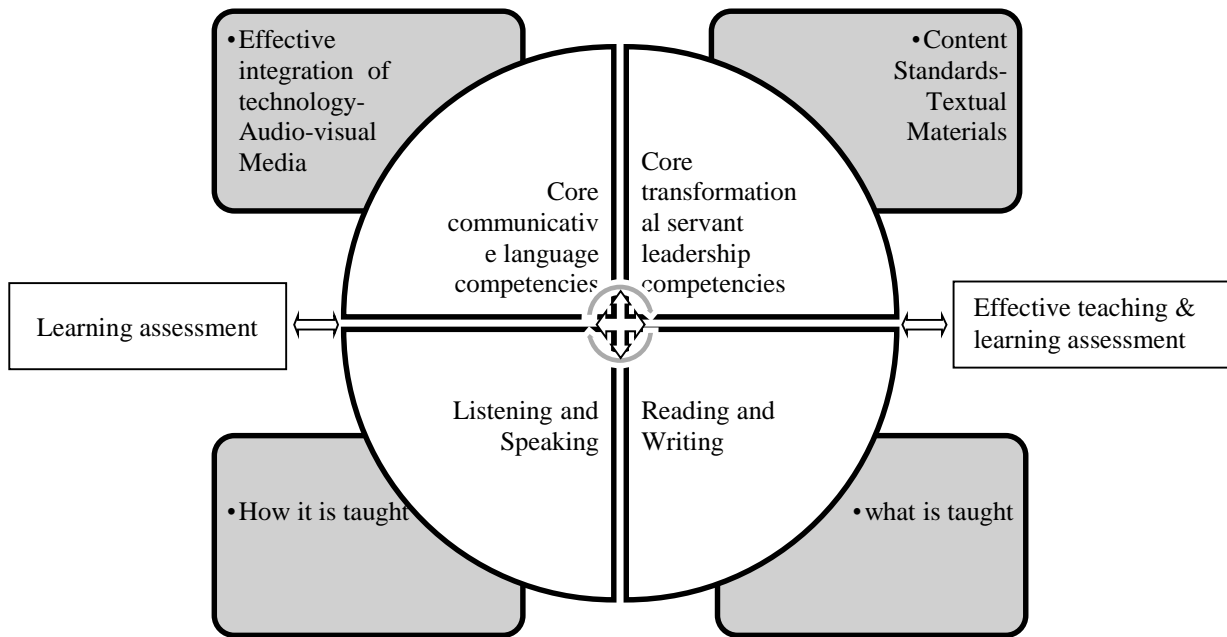 •Effective
integration of
technology-
Audio-visual
Media
•Content
Standards-
Textual
Materials
Core
communicativ
e language
competencies
Core
transformation
al servant
leadership
competencies
Learning assessment
Effective teaching &
learning assessment
Listening and
Speaking
Reading and
Writing
•How it is taught
•what is taught